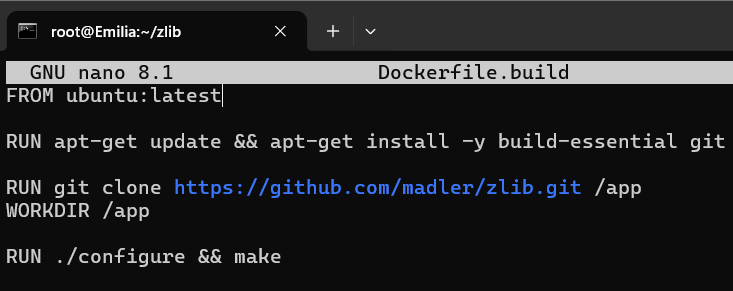 root@Emilia:~/zlib
GNU nano 8.1 Dockerfile.build
FROM ubuntu:latest
RUN apt-get update && apt-get install -y build-essential git
RUN git clone https://github.com/madler/zlib.git /app
WORKDIR /app
RUN ./configure && make